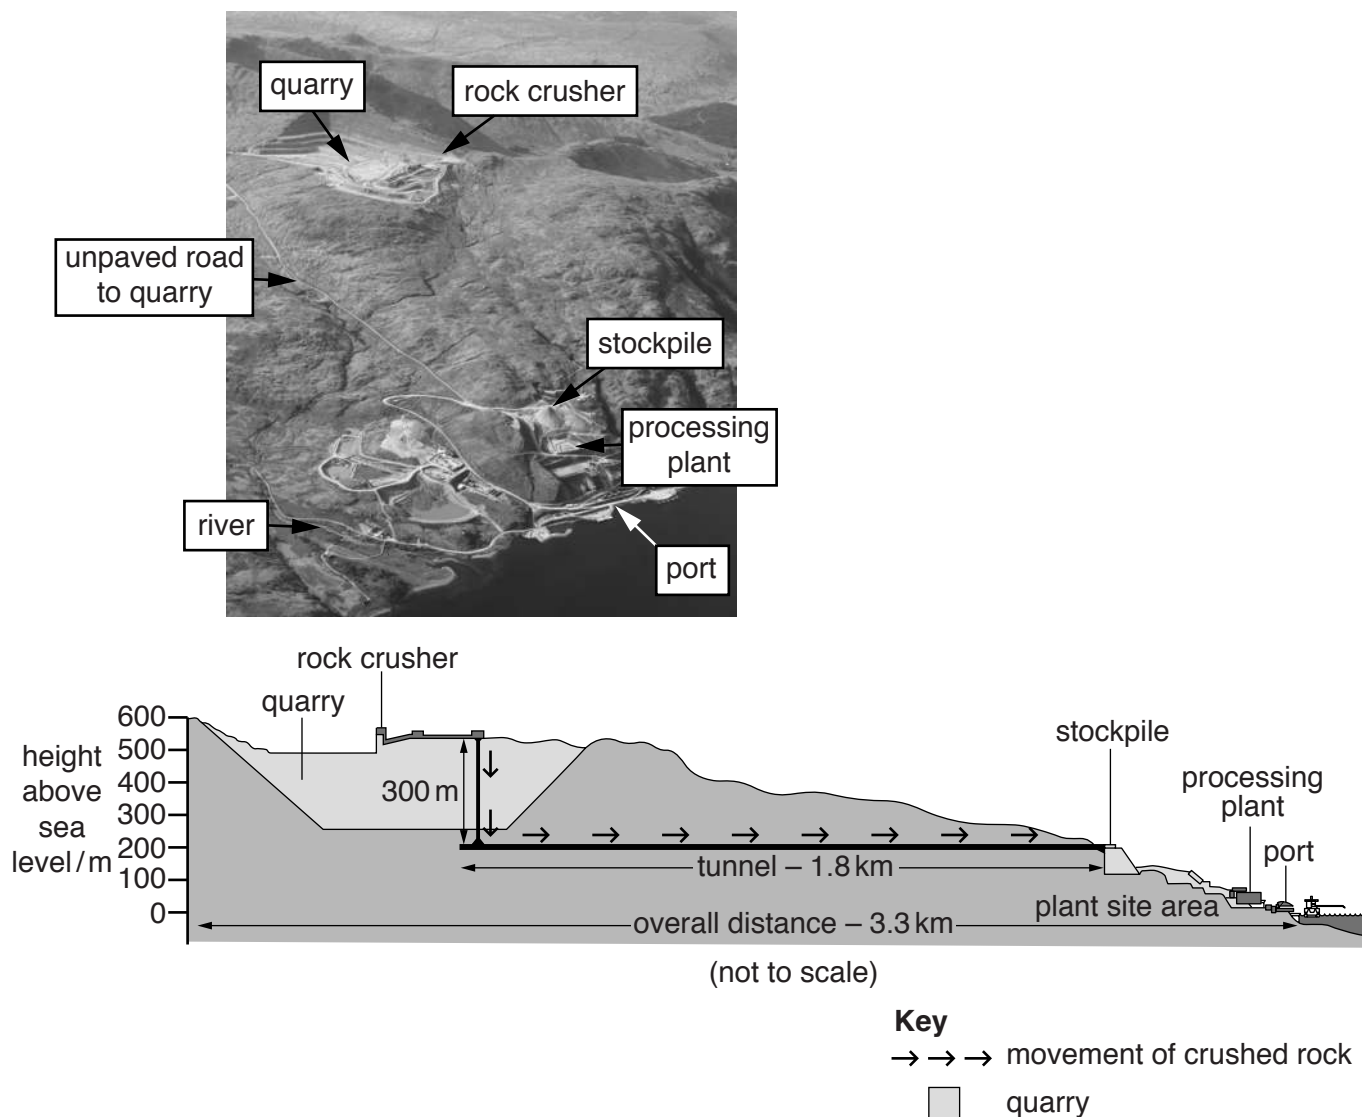 quarry
rock crusher
unpaved road
to quarry
stockpile
processing
plant
river
port
rock crusher
quarry
600
500
400
300
200
100
0
height
above
sea
level/m
300 m
stockpile
processing
plant
port
tunnel – 1.8 km
plant site area
overall distance – 3.3 km
(not to scale)
Key
movement of crushed rock
quarry